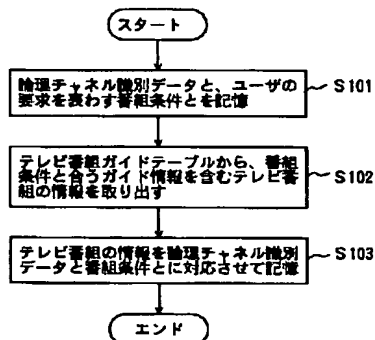 スタート
論理チャネル識別データと、ユーザの
要求を表わす番組条件とを記憶
S101
テレビ番組ガイドテーブルから、番組
条件と合うガイド情報を含むテレビ番
組の情報を取り出す
S102
テレビ番組の情報を論理チャネル識別
データと番組条件とに対応させて記憶
S103
エンド